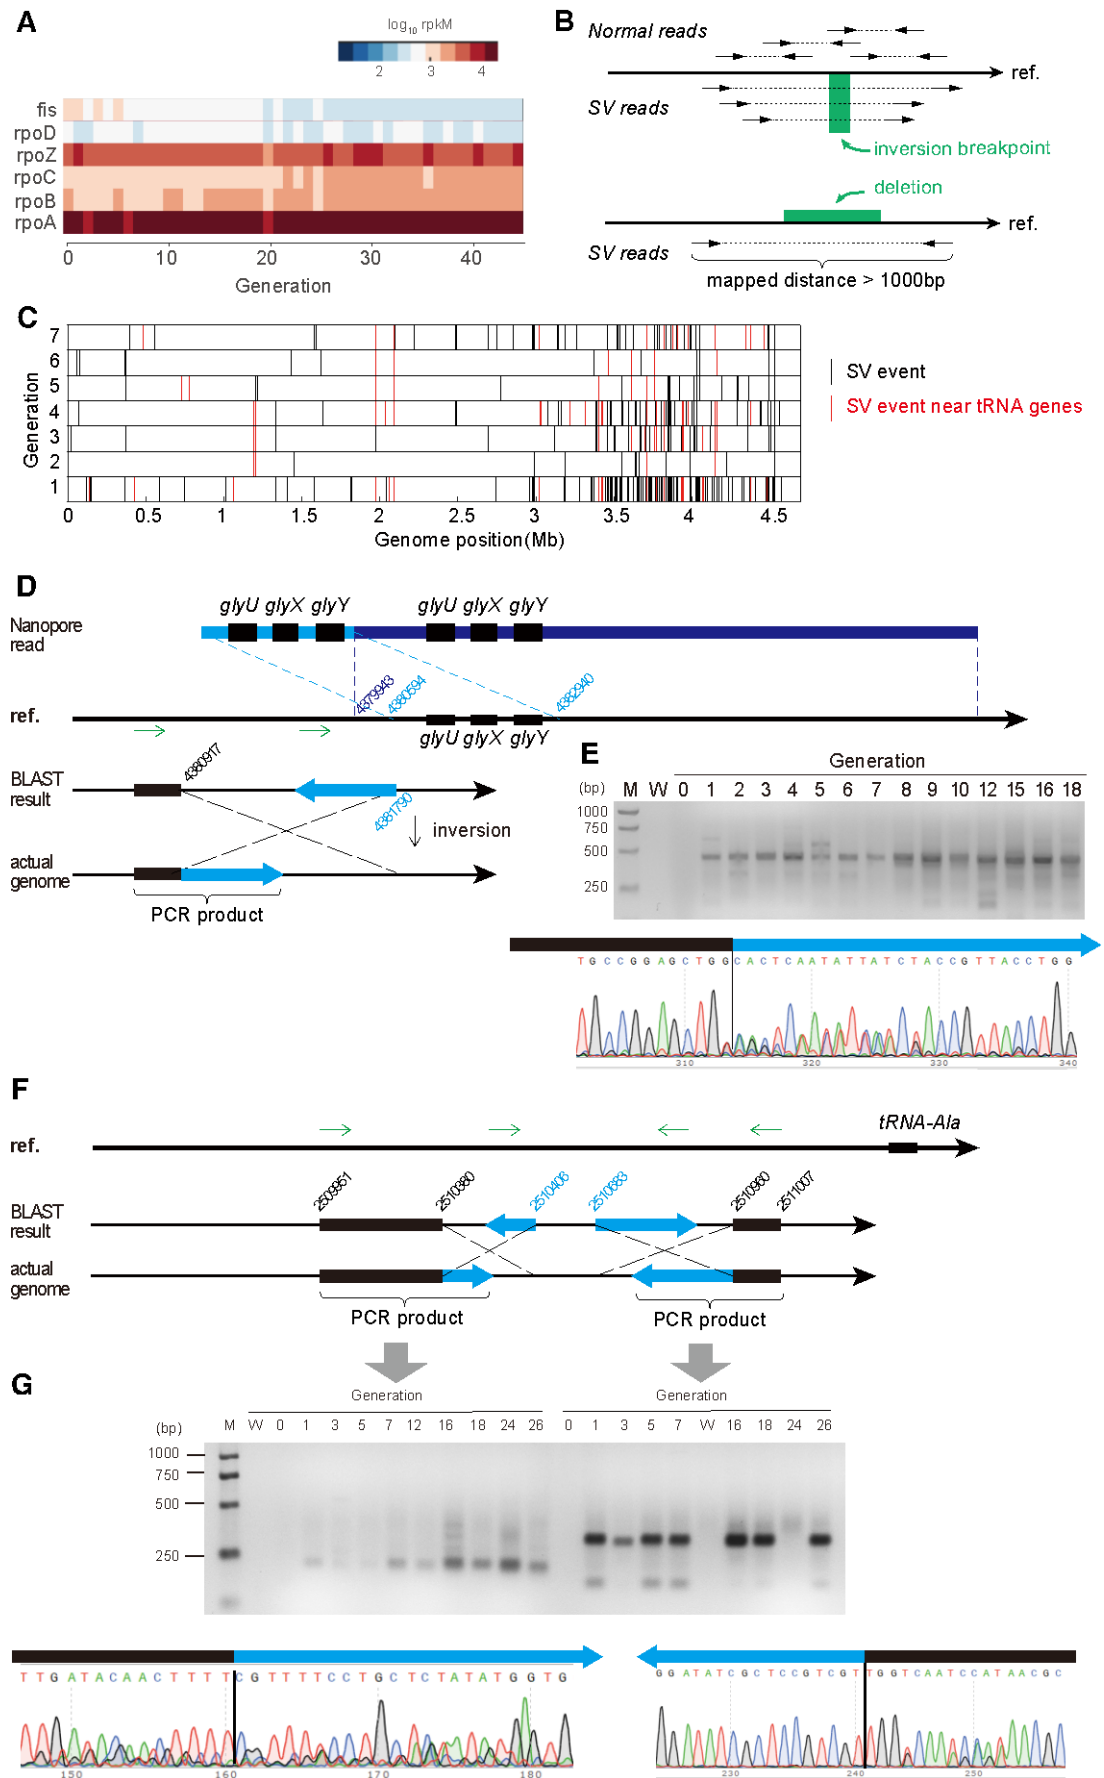 A
log10 rpkM
2 3 4
fis
rpoD
rpoZ
rpoC
rpoB
rpoA
0 10 20 30 40
Generation
B
Normal reads
ref.
SV reads
inversion breakpoint
deletion
ref.
SV reads
mapped distance > 1000bp
C
7
6
5
4
3
2
1
Generation
0 0.5 1 1.5 2 2.5 3 3.5 4 4.5
Genome position(Mb)
SV event
SV event near tRNA genes
D
glyU glyX glyY glyU glyX glyY
Nanopore
read
4379943
4380594
4382940
ref.
glyU glyX glyY
4380917
BLAST
result
4381790
inversion
actual
genome
PCR product
E
Generation
(bp) M W 0 1 2 3 4 5 6 7 8 9 10 12 15 16 18
1000
750
500
250
TGCCGGAGCTGGCACTCAATATTATCTACCGTTACCTGG
310 320 330 340
F
tRNA-Ala
ref.
2509951
2510380
2510406
2510683
2510960
2511007
BLAST
result
actual
genome
PCR product
PCR product
G
Generation
Generation
(bp) M W 0 1 3 5 7 12 16 18 24 26 0 1 3 5 7 W 16 18 24 26
1000
750
500
250
TTGATACAACTTTTCGTTTTCCTGCTCTATATGGTG
150 160 170 180
GGATATCGCTCCGTCGTTGGTCAATCCATAACGC
230 240 250